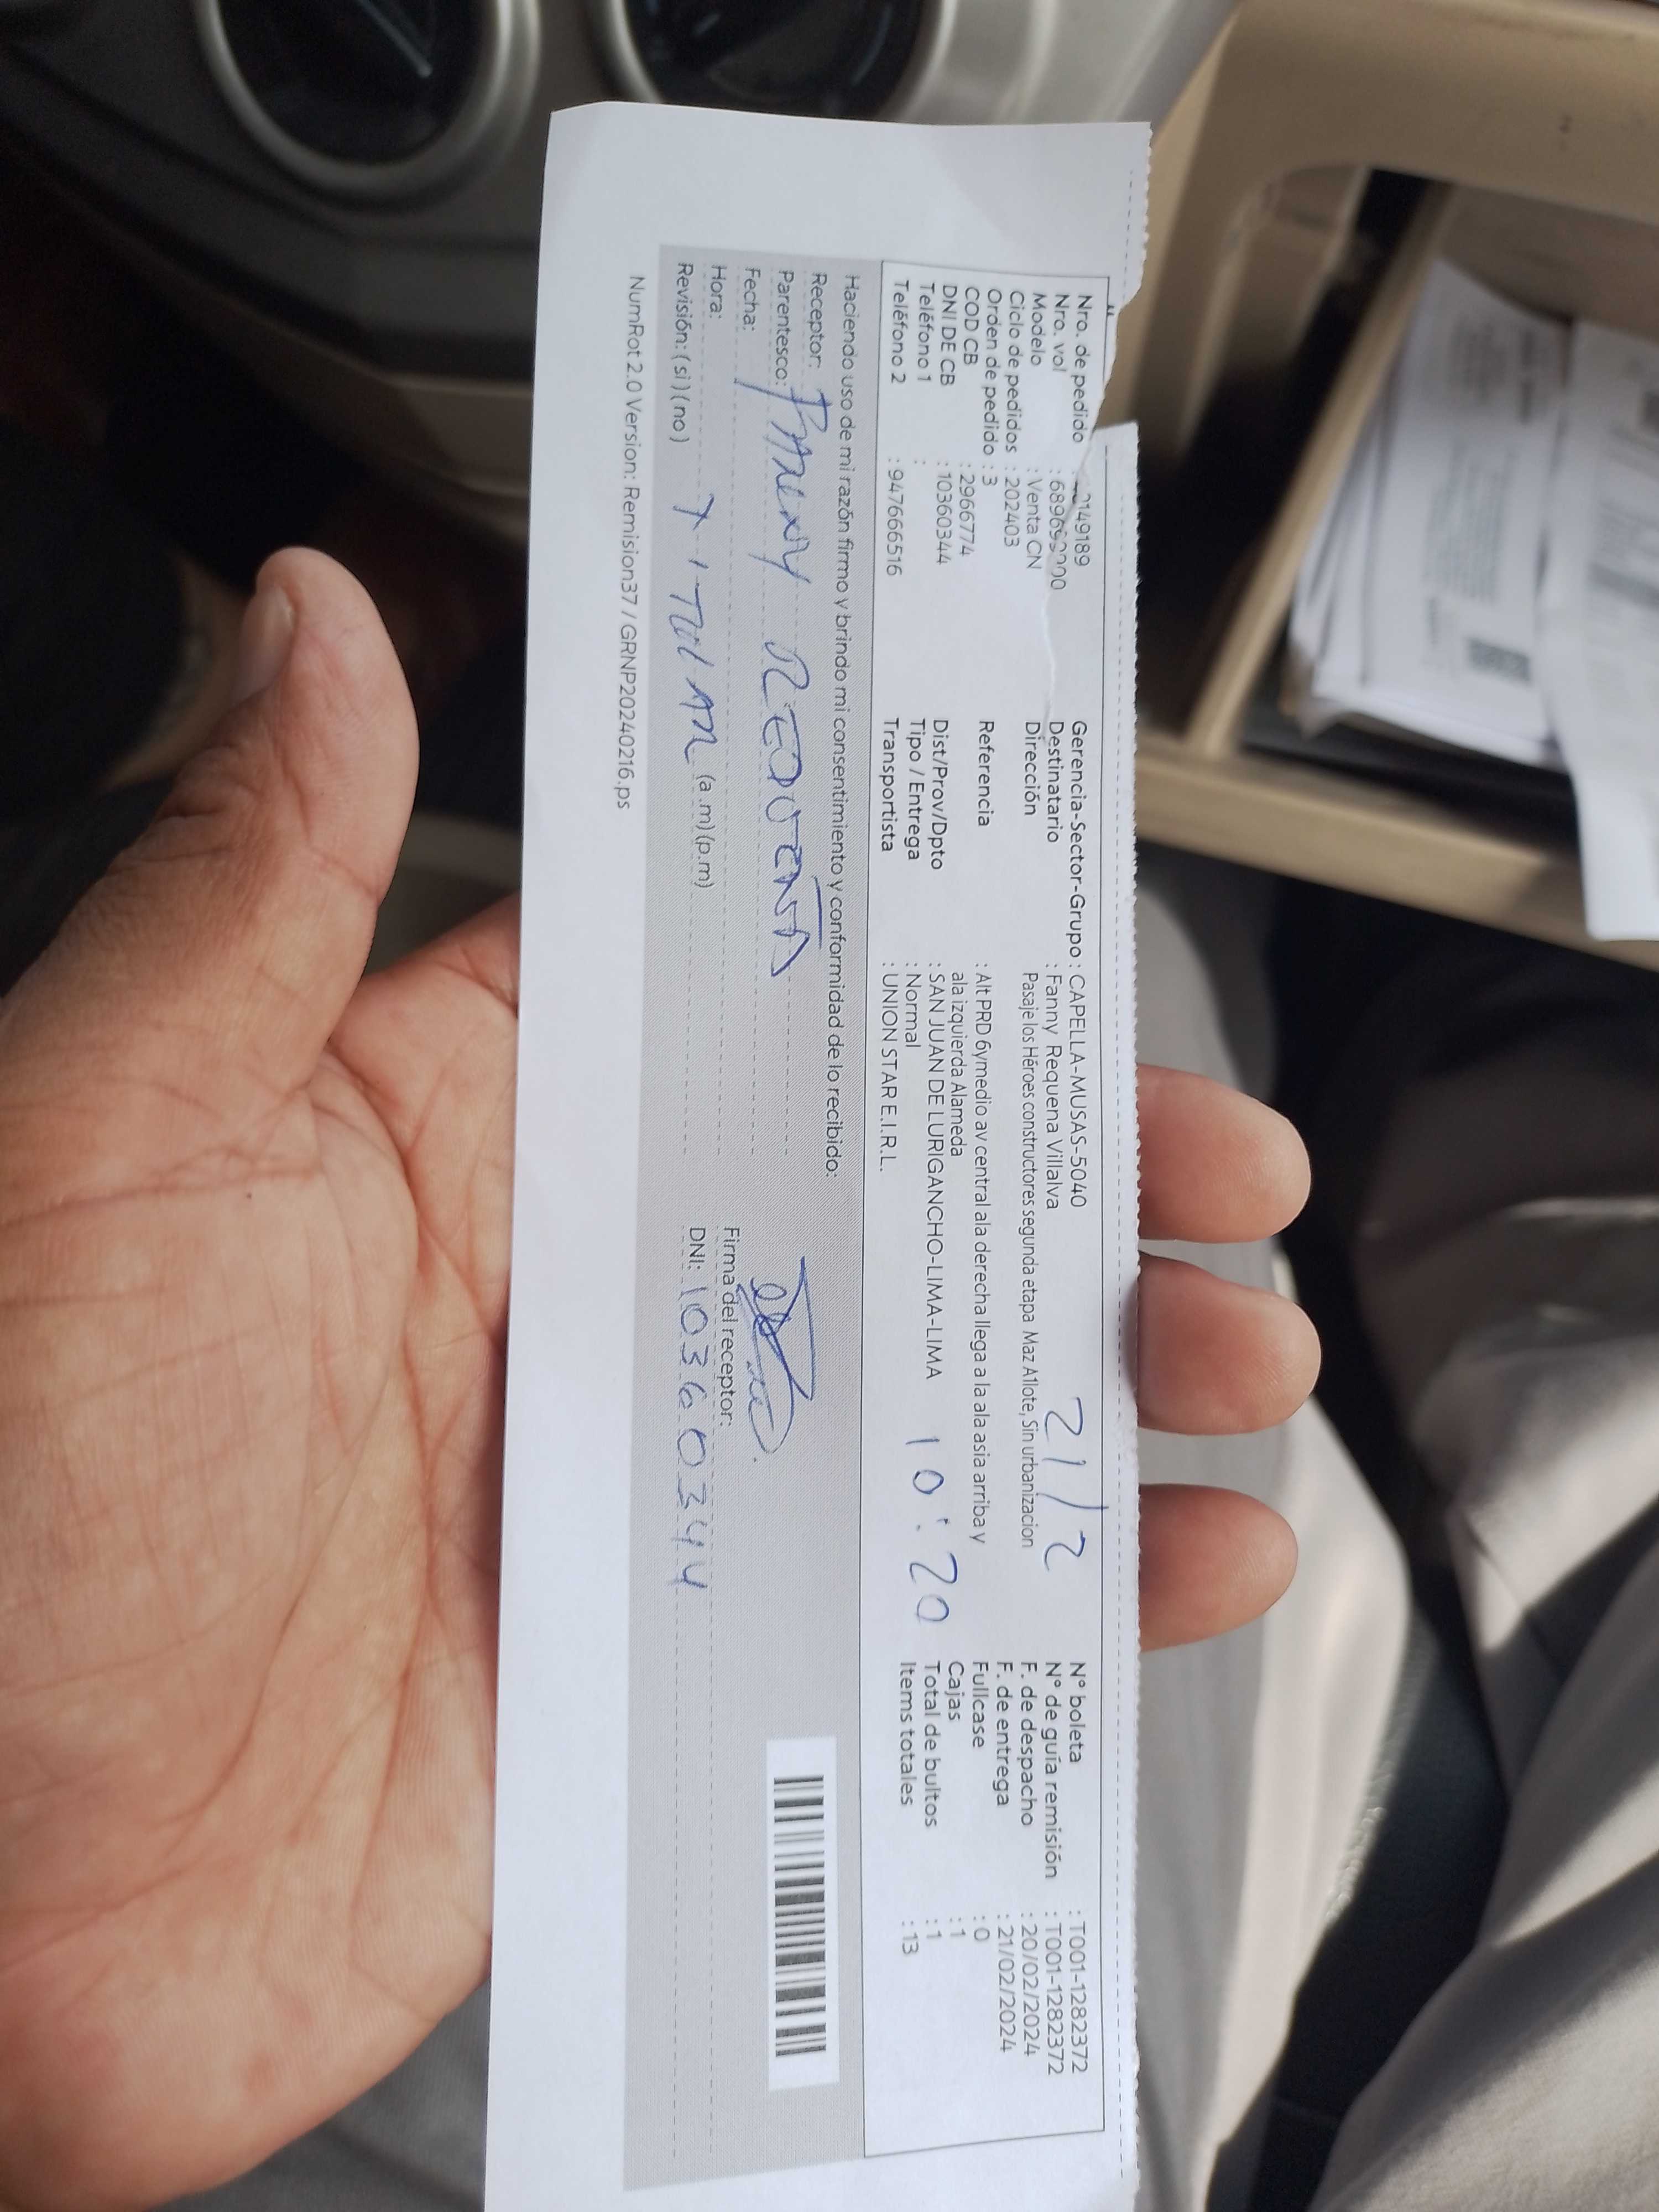 Nro. de pedido 149189
Nro. vol
Modelo : Venta CN
Ciclo de pedidos : 202403
Orden de pedido : 3
COD CB : 2966774
DNI DE CB : 10360344
Teléfono 1 :
Teléfono 2 : 947666516
Gerencia-Sector-Grupo : CAPELLA-MUSAS-5040
Destinatario : Fanny Requena Villalva
Dirección Pasaje los Héroes constructores segunda etapa Maz A1lote, Sin urbanizacion
Referencia : Alt PRD 6ymedio av central ala derecha llega a la ala asia arriba y
ala izquierda Alameda
Dist/Prov/Dpto : SAN JUAN DE LURIGANCHO-LIMA-LIMA
Tipo / Entrega : Normal
Transportista : UNION STAR E.I.R.L.
21/2
10:20
N° boleta : T001-1282372
N° de guía remisión : T001-1282372
F. de despacho : 20/02/2024
F. de entrega : 21/02/2024
Fullcase : 0
Cajas : 1
Total de bultos : 1
Items totales : 13
Haciendo uso de mi razón firmo y brindo mi consentimiento y conformidad de lo recibido:
Receptor:
Parentesco: Fanny Requena
Fecha:
Hora: (a.m)(p.m)
Revisión: (si) (no)
Firma del receptor:
DNI: 10360344
NumRot 2.0 Version: Remision37 / GRNP20240216.ps